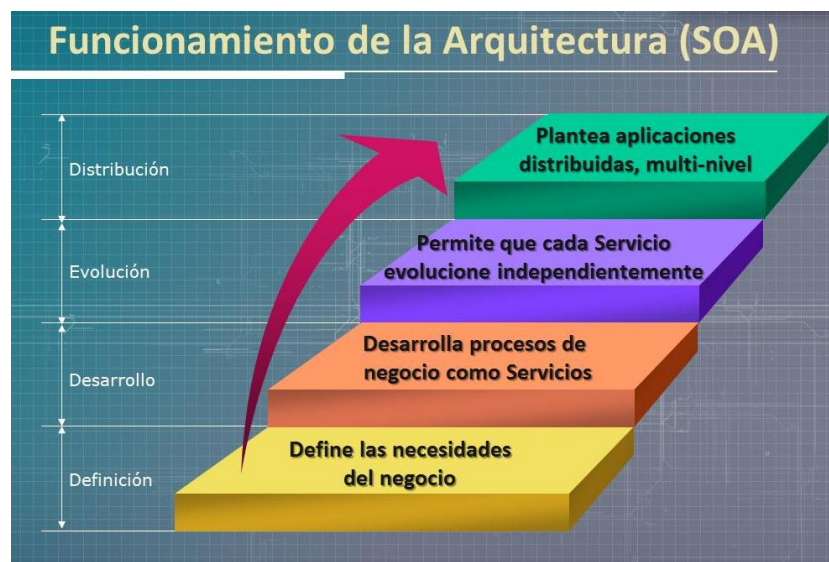 Funcionamiento de la Arquitectura (SOA)
Distribución
Plantea aplicaciones
distribuidas, multi-nivel
Evolución
Permite que cada Servicio
evolucione independientemente
Desarrollo
Desarrolla procesos de
negocio como Servicios
Definición
Define las necesidades
del negocio